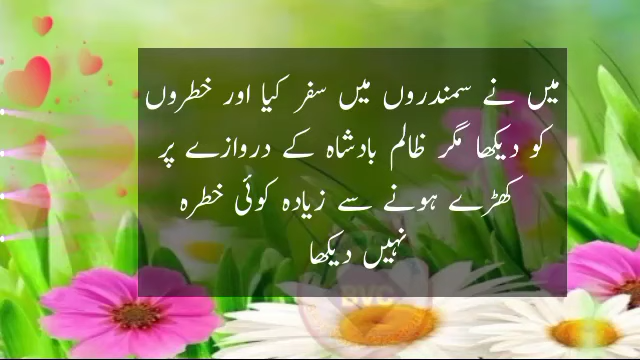 میں نے سمندروں میں سفر کیا اور خطروں
کو دیکھا مگر ظالم بادشاہ کے دروازے پر
کھڑے ہونے سے زیادہ کوئی خطرہ
نہیں دیکھا
BVC